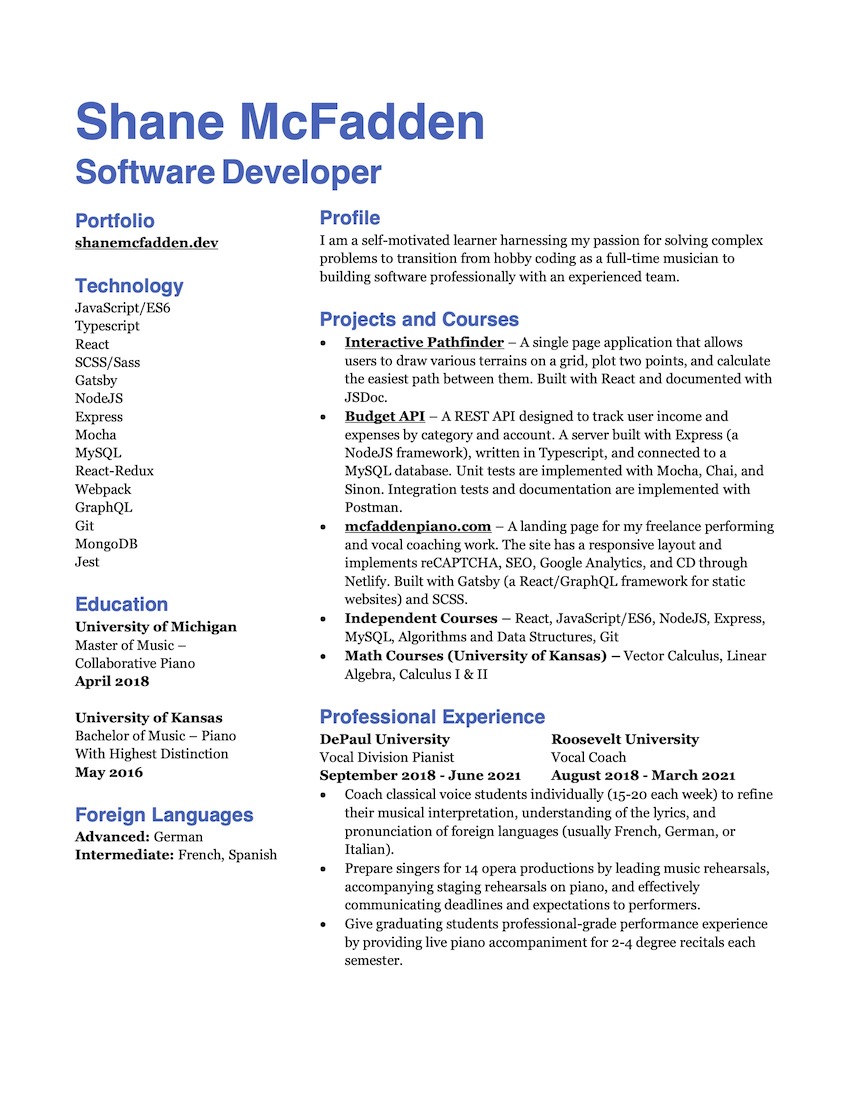 Shane McFadden
Software Developer
Portfolio
shanemcfadden.dev
Technology
JavaScript/ES6
Typescript
React
SCSS/Sass
Gatsby
NodeJS
Express
Mocha
MySQL
React-Redux
Webpack
GraphQL
Git
MongoDB
Jest
Education
University of Michigan
Master of Music –
Collaborative Piano
April 2018
University of Kansas
Bachelor of Music – Piano
With Highest Distinction
May 2016
Foreign Languages
Advanced: German
Intermediate: French, Spanish
Profile
I am a self-motivated learner harnessing my passion for solving complex
problems to transition from hobby coding as a full-time musician to
building software professionally with an experienced team.
Projects and Courses
• Interactive Pathfinder – A single page application that allows
users to draw various terrains on a grid, plot two points, and calculate
the easiest path between them. Built with React and documented with
JSDoc.
• Budget API – A REST API designed to track user income and
expenses by category and account. A server built with Express (a
NodeJS framework), written in Typescript, and connected to a
MySQL database. Unit tests are implemented with Mocha, Chai, and
Sinon. Integration tests and documentation are implemented with
Postman.
• mcfaddenpiano.com – A landing page for my freelance performing
and vocal coaching work. The site has a responsive layout and
implements reCAPTCHA, SEO, Google Analytics, and CD through
Netlify. Built with Gatsby (a React/GraphQL framework for static
websites) and SCSS.
• Independent Courses – React, JavaScript/ES6, NodeJS, Express,
MySQL, Algorithms and Data Structures, Git
• Math Courses (University of Kansas) – Vector Calculus, Linear
Algebra, Calculus I & II
Professional Experience
DePaul University
Vocal Division Pianist
September 2018 - June 2021
Roosevelt University
Vocal Coach
August 2018 - March 2021
• Coach classical voice students individually (15-20 each week) to refine
their musical interpretation, understanding of the lyrics, and
pronunciation of foreign languages (usually French, German, or
Italian).
• Prepare singers for 14 opera productions by leading music rehearsals,
accompanying staging rehearsals on piano, and effectively
communicating deadlines and expectations to performers.
• Give graduating students professional-grade performance experience
by providing live piano accompaniment for 2-4 degree recitals each
semester.